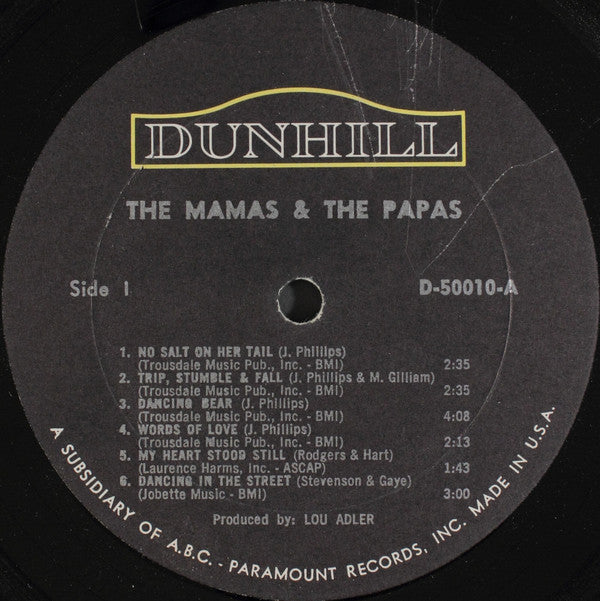 DUNHILL
THE MAMAS & THE PAPAS
Side 1
D-50010-A
1. NO SALT ON HER TAIL (J. Phillips)
(Trousdale Music Pub., Inc. - BMI) 2:35
2. TRIP, STUMBLE & FALL (J. Phillips & M. Gilliam)
(Trousdale Music Pub., Inc. - BMI) 2:35
3. DANCING BEAR (J. Phillips)
(Trousdale Music Pub., Inc. - BMI) 4:08
4. WORDS OF LOVE (J. Phillips)
(Trousdale Music Pub., Inc. - BMI) 2:13
5. MY HEART STOOD STILL (Rodgers & Hart)
(Laurence Harms, Inc. - ASCAP) 1:43
6. DANCING IN THE STREET (Stevenson & Gaye)
(Jobette Music - BMI) 3:00
Produced by: LOU ADLER
A SUBSIDIARY OF A.B.C. - PARAMOUNT RECORDS, INC. MADE IN U.S.A.